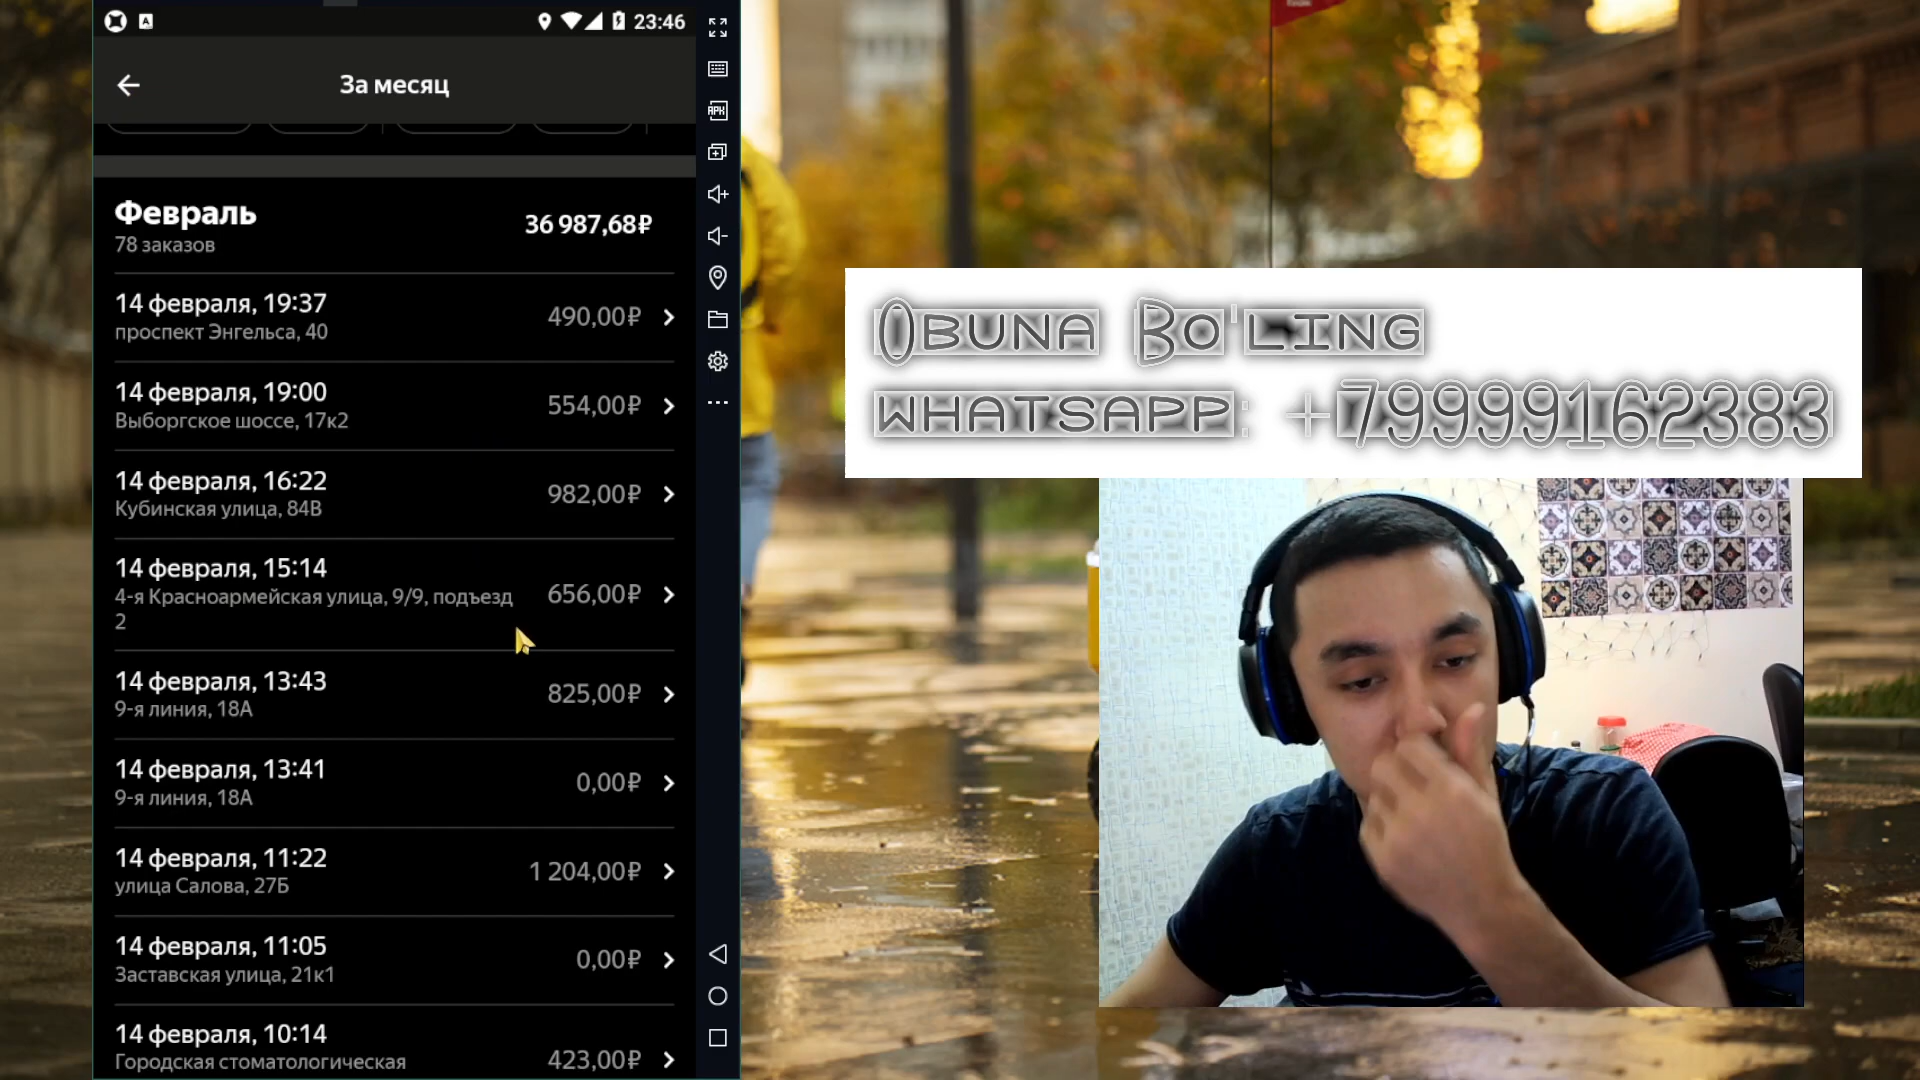 23:46
За месяц
Февраль
36 987,68₽
78 заказов
14 февраля, 19:37
проспект Энгельса, 40
490,00₽
14 февраля, 19:00
Выборгское шоссе, 17к2
554,00₽
14 февраля, 16:22
Кубинская улица, 84В
982,00₽
14 февраля, 15:14
4-я Красноармейская улица, 9/9, подъезд
2
656,00₽
14 февраля, 13:43
9-я линия, 18А
825,00₽
14 февраля, 13:41
9-я линия, 18А
0,00₽
14 февраля, 11:22
улица Салова, 27Б
1 204,00₽
14 февраля, 11:05
Заставская улица, 21к1
0,00₽
14 февраля, 10:14
Городская стоматологическая
423,00₽
A
APK
Obuna Bo'ling
whatsapp: +79999162383